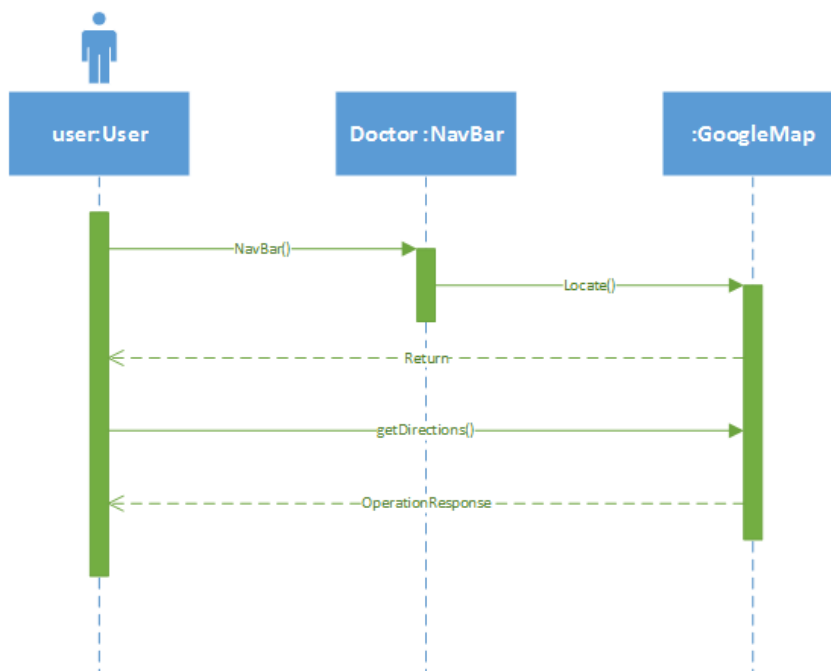 user:User
Doctor :NavBar
:GoogleMap
NavBar()
Locate()
Return
getDirections()
OperationResponse